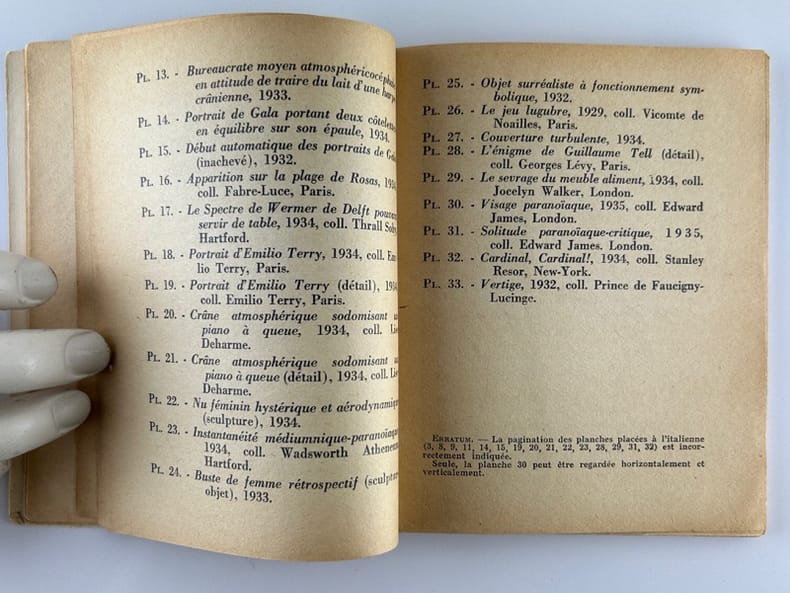 PL. 13. - Bureaucrate moyen atmosphéricocéphale
en attitude de traire du lait d'une harpe
crânienne, 1933.
PL. 14. - Portrait de Gala portant deux côtelettes
en équilibre sur son épaule, 1934.
PL. 15. - Début automatique des portraits de Gala
(inachevé), 1932.
PL. 16. - Apparition sur la plage de Rosas, 1934
coll. Fabre-Luce, Paris.
PL. 17. - Le Spectre de Wermer de Delft pouvant
servir de table, 1934, coll. Thrall Soby
Hartford.
PL. 18. - Portrait d'Emilio Terry, 1934, coll. Emi
lio Terry, Paris.
PL. 19. - Portrait d'Emilio Terry (détail), 1934
coll. Emilio Terry, Paris.
PL. 20. - Crâne atmosphérique sodomisant u
piano à queue, 1934, coll. Lis
Deharme.
PL. 21. - Crâne atmosphérique sodomisant u
piano à queue (détail), 1934, coll. Lis
Deharme.
PL. 22. - Nu féminin hystérique et aérodynamique
(sculpture), 1934.
PL. 23. - Instantanéité médiumnique-paranoïaque
1934, coll. Wadsworth Atheneum
Hartford.
PL. 24. - Buste de femme rétrospectif (sculpture
objet), 1933.
PL. 25. - Objet surréaliste à fonctionnement sym-
bolique, 1932.
PL. 26. - Le jeu lugubre, 1929, coll. Vicomte de
Noailles, Paris.
PL. 27. - Couverture turbulente, 1934.
PL. 28. - L'énigme de Guillaume Tell (détail),
coll. Georges Lévy, Paris.
PL. 29. - Le sevrage du meuble aliment, 1934, coll.
Jocelyn Walker, London.
PL. 30. - Visage paranoïaque, 1935, coll. Edward
James, London.
PL. 31. - Solitude paranoïaque-critique, 1935,
coll. Edward James. London.
PL. 32. - Cardinal, Cardinal!, 1934, coll. Stanley
Resor, New-York.
PL. 33. - Vertige, 1932, coll. Prince de Faucigny-
Lucinge.
ERRATUM. — La pagination des planches placées à l'italienne
(3, 8, 9, 11, 14, 15, 19, 20, 21, 22, 23, 28, 29, 31, 32) est incor-
rectement indiquée.
Seule, la planche 30 peut être regardée horizontalement et
verticalement.